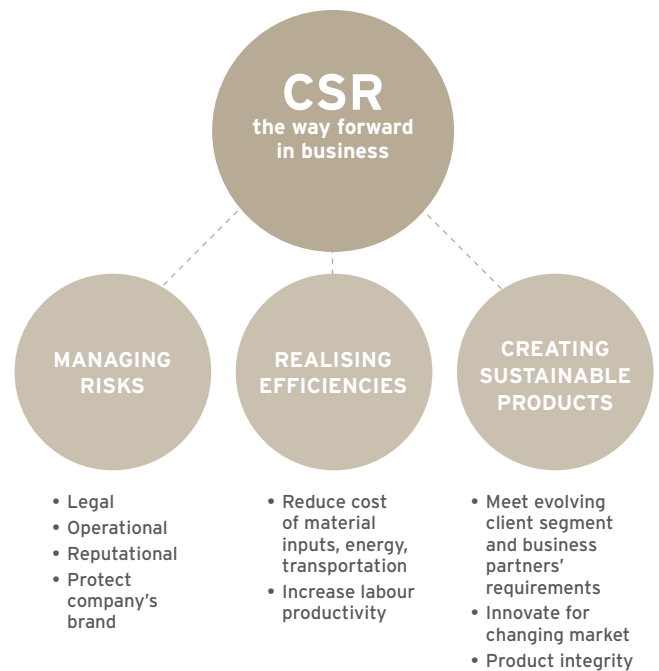 CSR
the way forward
in business
MANAGING
RISKS
REALISING
EFFICIENCIES
CREATING
SUSTAINABLE
PRODUCTS
• Legal
• Operational
• Reputational
• Protect
company’s
brand
• Reduce cost
of material
inputs, energy,
transportation
• Increase labour
productivity
• Meet evolving
client segment
and business
partners’
requirements
• Innovate for
changing market
• Product integrity